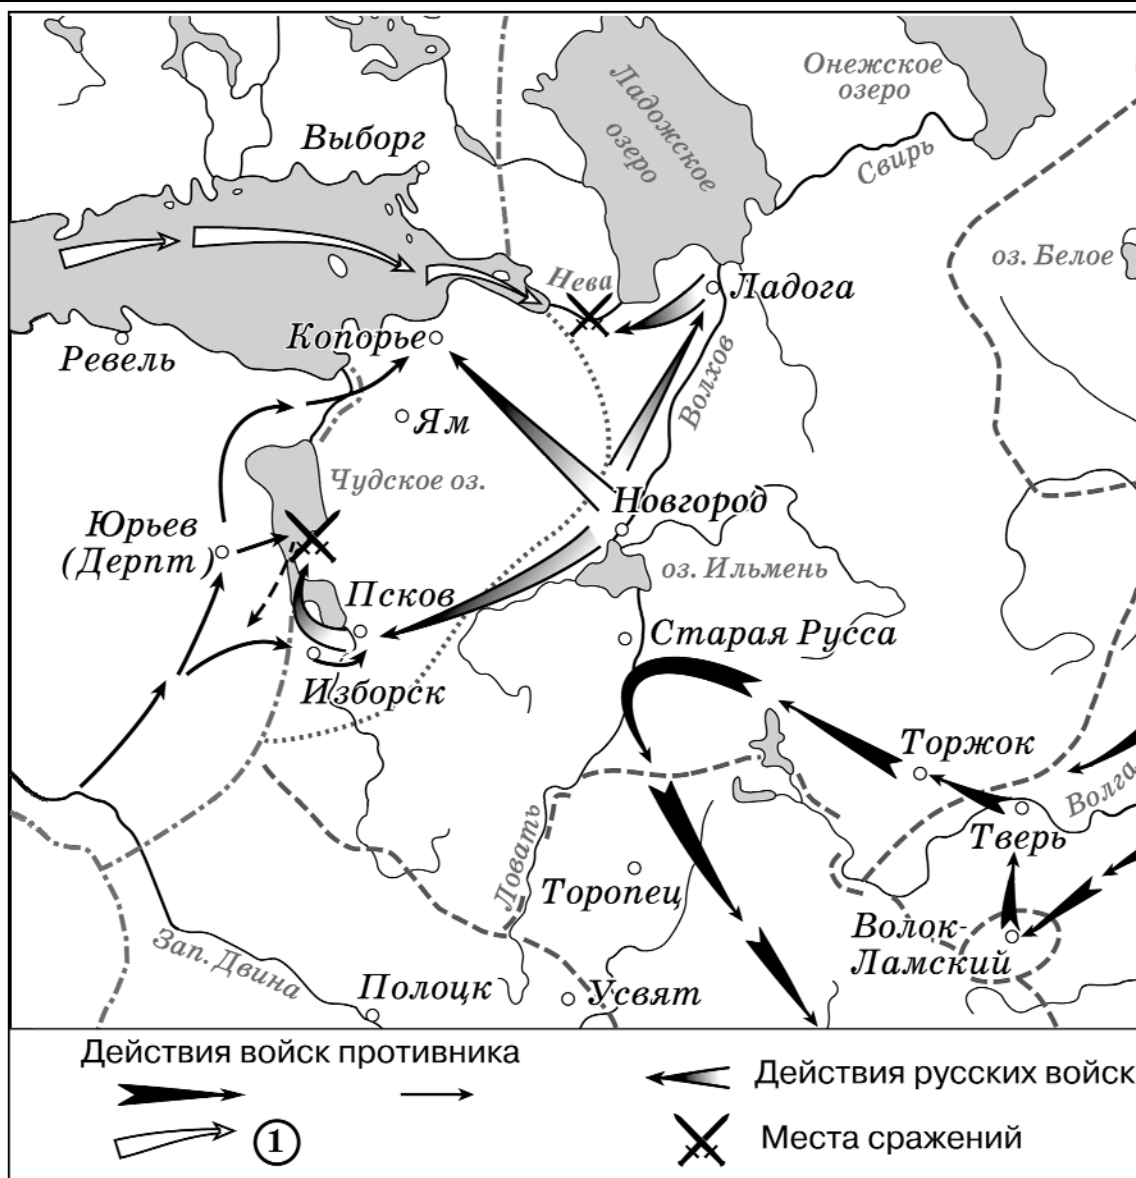 Онежское
озеро
Ладожское
озеро
Выборг
Свирь
оз. Белое
Нева
Ладога
Копорье
Ревель
Волхов
Ям
Чудское оз.
Новгород
Юрьев
(Дерпт)
оз. Ильмень
Псков
Старая Русса
Изборск
Торжок
Волга
Тверь
Ловать
Торопец
Волок-
Ламский
Зап. Двина
Полоцк
Усвят
Действия войск противника
Действия русских войск
1
Места сражений